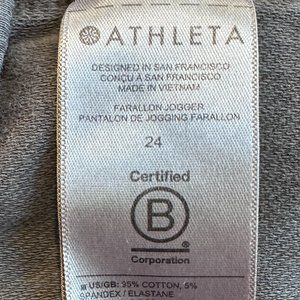 ATHLETA
DESIGNED IN SAN FRANCISCO
CONÇU À SAN FRANCISCO
MADE IN VIETNAM
FARALLON JOGGER
PANTALON DE JOGGING FARALLON
24
Certified
B
®
Corporation
US/GB: 95% COTTON, 5%
SPANDEX / ELASTANE